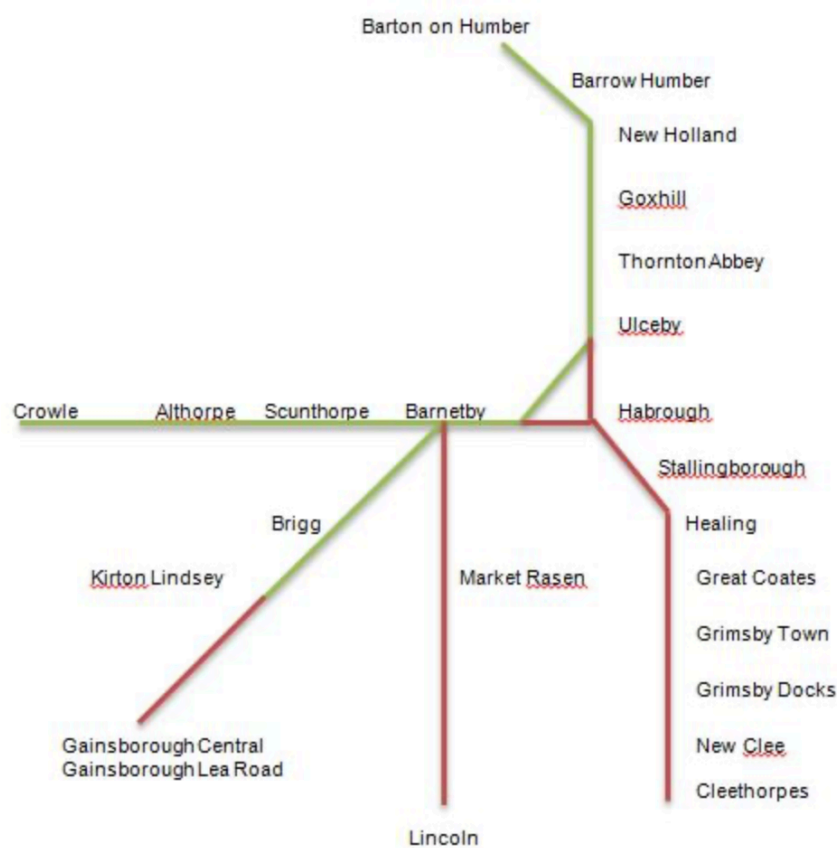 Barton on Humber
Barrow Humber
New Holland
Goxhill
Thornton Abbey
Ulceby
Crowle
Althorpe
Scunthorpe
Barnetby
Habrough
Stallingborough
Brigg
Healing
Kirton Lindsey
Market Rasen
Great Coates
Grimsby Town
Grimsby Docks
Gainsborough Central
Gainsborough Lea Road
New Clee
Cleethorpes
Lincoln